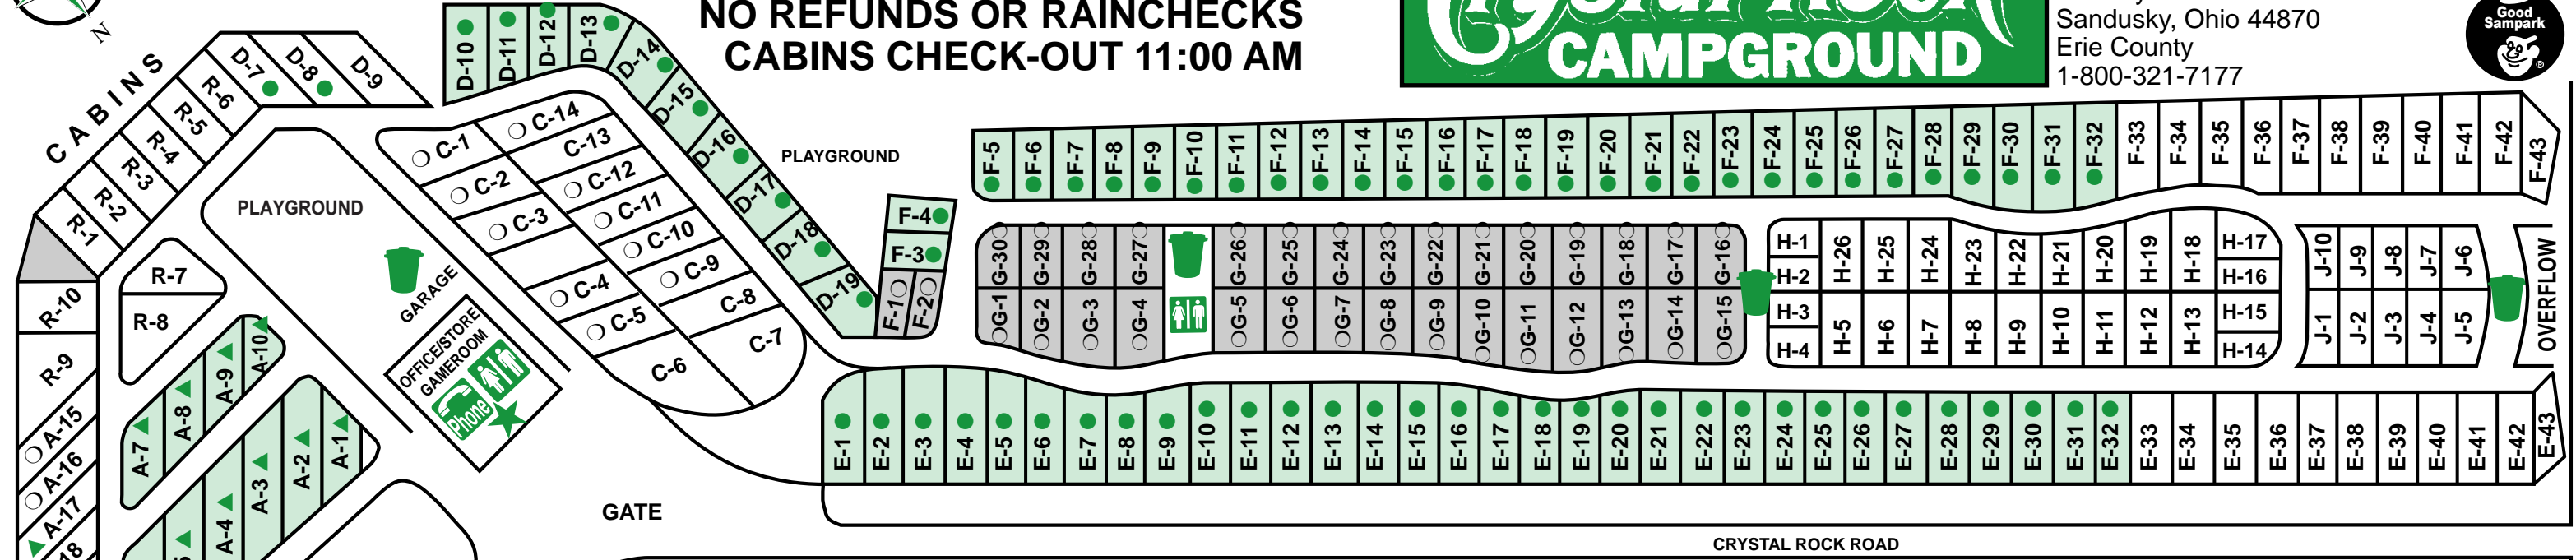 N
NO REFUNDS OR RAINCHECKS
CABINS CHECK-OUT 11:00 AM
CAMPGROUND
Sandusky, Ohio 44870
Erie County
1-800-321-7177
Good
Sampark
®
CABINS
D-7
D-8
D-9
R-6
R-5
R-4
R-3
R-2
R-1
R-10
R-9
R-7
R-8
A-15
A-16
A-17
18
A-7
A-8
A-9
A-10
A-4
A-3
A-2
A-1
PLAYGROUND
GARAGE
OFFICE/STORE
GAMEROOM
Phone
D-10
D-11
D-12
D-13
D-14
D-15
D-16
D-17
D-18
D-19
C-1
C-2
C-3
C-4
C-5
C-6
C-14
C-13
C-12
C-11
C-10
C-9
C-8
C-7
PLAYGROUND
F-4
F-3
F-1
F-2
F-5
F-6
F-7
F-8
F-9
F-10
F-11
F-12
F-13
F-14
F-15
F-16
F-17
F-18
F-19
F-20
F-21
F-22
F-23
F-24
F-25
F-26
F-27
F-28
F-29
F-30
F-31
F-32
F-33
F-34
F-35
F-36
F-37
F-38
F-39
F-40
F-41
F-42
F-43
G-30
G-29
G-28
G-27
G-26
G-25
G-24
G-23
G-22
G-21
G-20
G-19
G-18
G-17
G-16
G-1
G-2
G-3
G-4
G-5
G-6
G-7
G-8
G-9
G-10
G-11
G-12
G-13
G-14
G-15
H-1
H-2
H-3
H-4
H-26
H-25
H-24
H-23
H-22
H-21
H-20
H-19
H-18
H-17
H-16
H-15
H-14
H-5
H-6
H-7
H-8
H-9
H-10
H-11
H-12
H-13
J-10
J-9
J-8
J-7
J-6
J-1
J-2
J-3
J-4
J-5
OVERFLOW
E-1
E-2
E-3
E-4
E-5
E-6
E-7
E-8
E-9
E-10
E-11
E-12
E-13
E-14
E-15
E-16
E-17
E-18
E-19
E-20
E-21
E-22
E-23
E-24
E-25
E-26
E-27
E-28
E-29
E-30
E-31
E-32
E-33
E-34
E-35
E-36
E-37
E-38
E-39
E-40
E-41
E-42
E-43
GATE
CRYSTAL ROCK ROAD